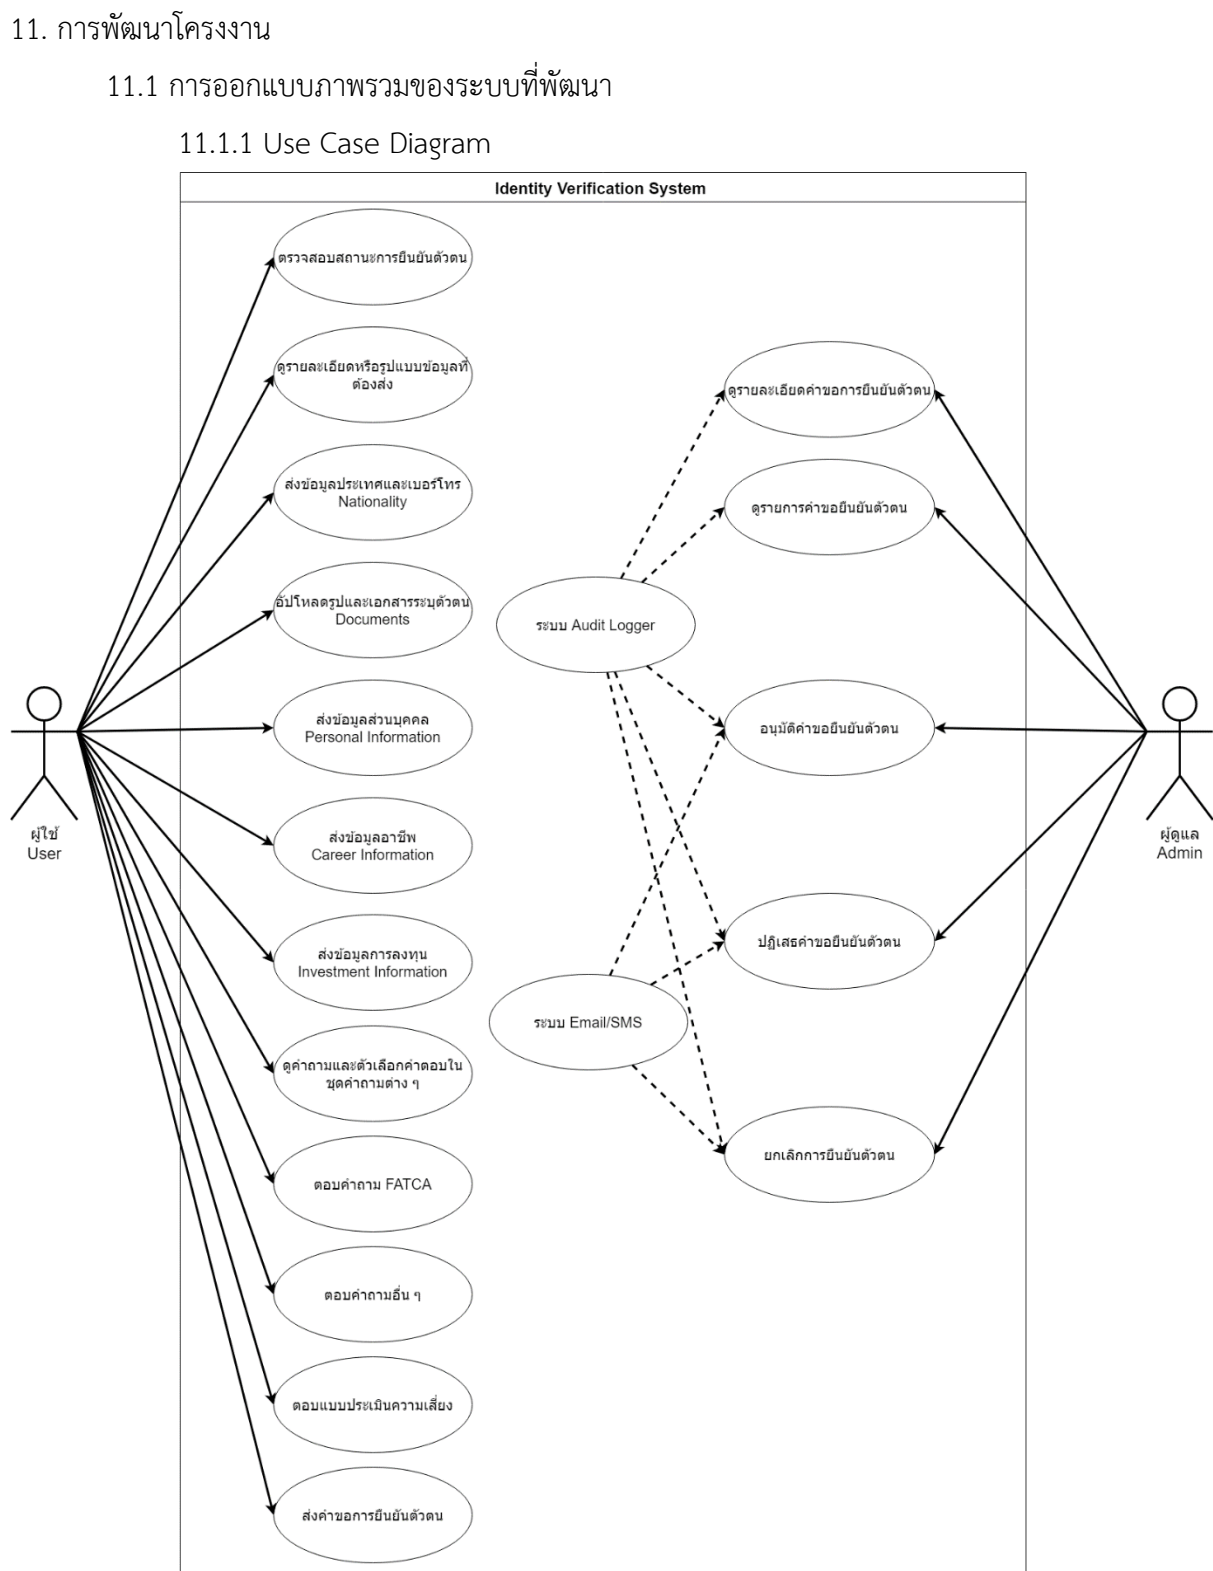 11. การพัฒนาโครงงาน
11.1 การออกแบบภาพรวมของระบบที่พัฒนา
11.1.1 Use Case Diagram
Identity Verification System
ตรวจสอบสถานะการยืนยันตัวตน
ดูรายละเอียดหรือรูปแบบข้อมูลที่
ต้องส่ง
ส่งข้อมูลประเทศและเบอร์โทร
Nationality
อัปโหลดรูปและเอกสารระบุตัวตน
Documents
ส่งข้อมูลส่วนบุคคล
Personal Information
ส่งข้อมูลอาชีพ
Career Information
ส่งข้อมูลการลงทุน
Investment Information
ดูคำถามและตัวเลือกคำตอบใน
ชุดคำถามต่าง ๆ
ตอบคำถาม FATCA
ตอบคำถามอื่น ๆ
ตอบแบบประเมินความเสี่ยง
ส่งคำขอการยืนยันตัวตน
ผู้ใช้
User
ระบบ Audit Logger
ระบบ Email/SMS
ดูรายละเอียดคำขอการยืนยันตัวตน
ดูรายการคำขอยืนยันตัวตน
อนุมัติคำขอยืนยันตัวตน
ปฏิเสธคำขอยืนยันตัวตน
ยกเลิกการยืนยันตัวตน
ผู้ดูแล
Admin